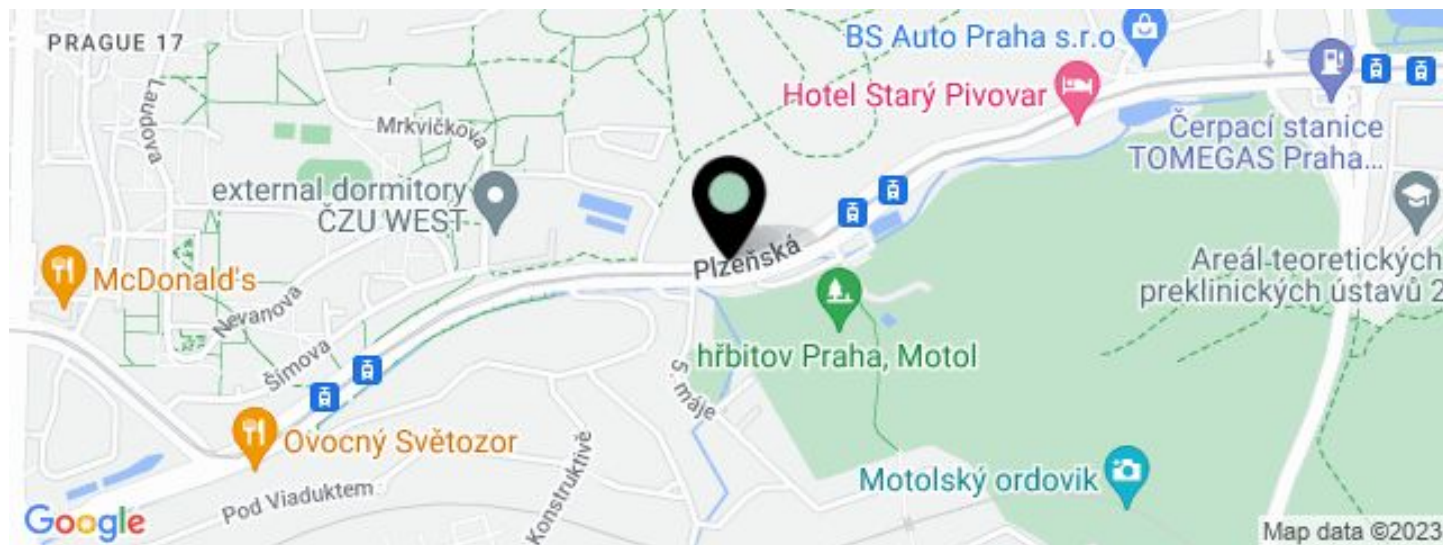 PRAGUE 17
BS Auto Praha s.r.o
Laudova
Hotel Starý Pivovar
Mrkvičkova
Čerpací stanice
TOMEGAS Praha...
external dormitory
ČZU WEST
Plzeňská
McDonald's
Areál teoretických
preklinických ústavů 2
Nevanova
Šímova
hřbitov Praha, Motol
5. máje
Ovocný Světozor
Konstruktivě
Motolský ordovik
Pod Viaduktem
Google
Map data ©2023